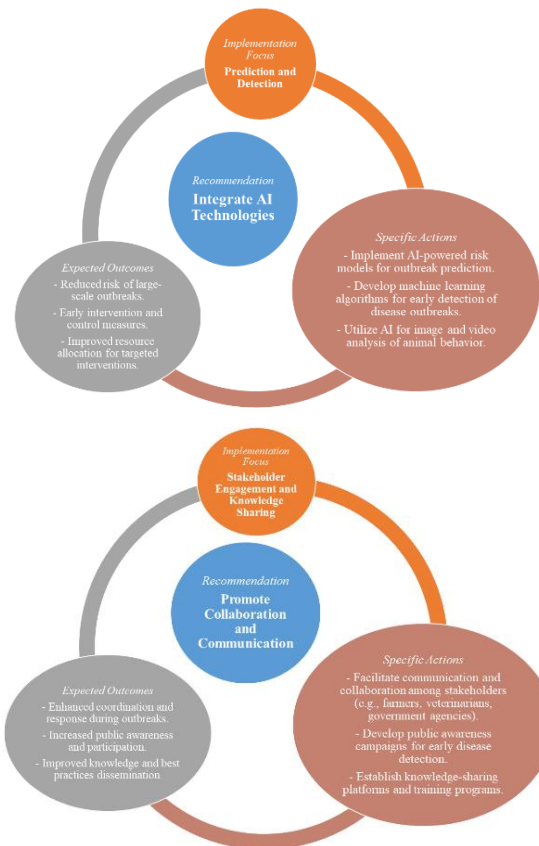 Implementation
Focus
Prediction and
Detection
Recommendation
Integrate AI
Technologies
Specific Actions
- Implement AI-powered risk
models for outbreak prediction.
- Develop machine learning
algorithms for early detection of
disease outbreaks.
- Utilize AI for image and video
analysis of animal behavior.
Expected Outcomes
- Reduced risk of large-
scale outbreaks.
- Early intervention and
control measures.
- Improved resource
allocation for targeted
interventions.
Implementation
Focus
Stakeholder
Engagement and
Knowledge
Sharing
Recommendation
Promote
Collaboration
and
Communication
Specific Actions
- Facilitate communication and
collaboration among stakeholders
(e.g., farmers, veterinarians,
government agencies).
- Develop public awareness
campaigns for early disease
detection.
- Establish knowledge-sharing
platforms and training programs.
Expected Outcomes
- Enhanced coordination and
response during outbreaks.
- Increased public awareness
and participation.
- Improved knowledge and best
practices dissemination